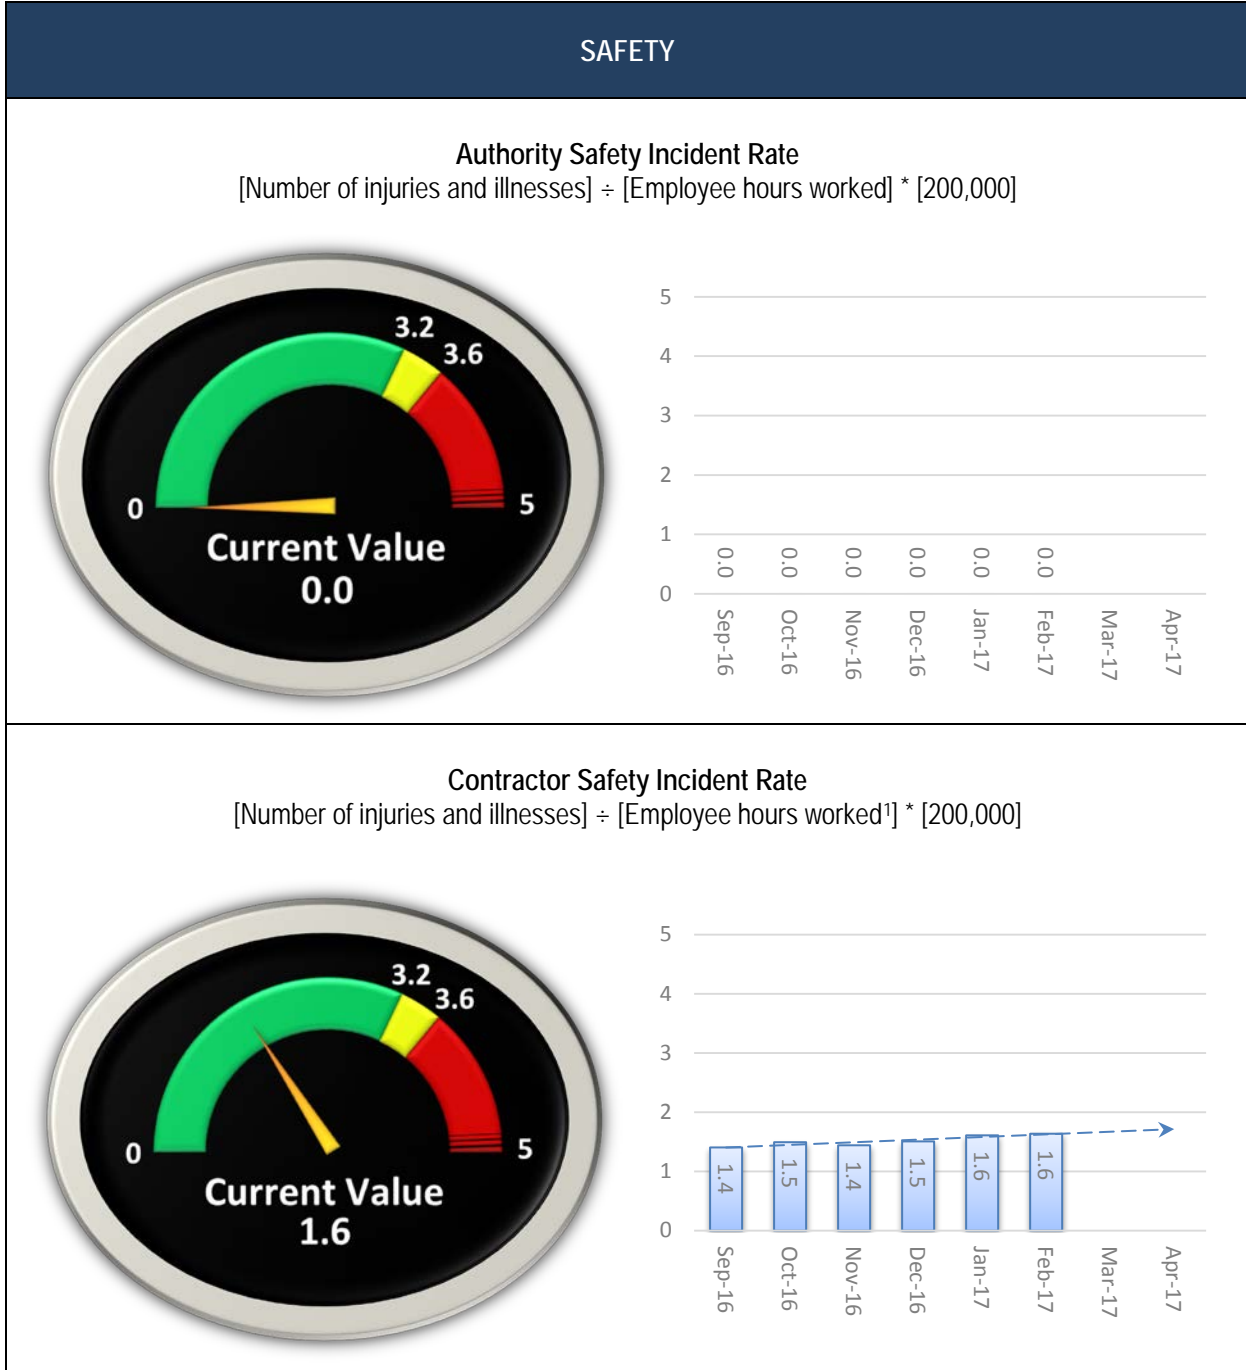 SAFETY
Authority Safety Incident Rate
[Number of injuries and illnesses] ÷ [Employee hours worked] * [200,000]
3.2
3.6
0
5
Current Value
0.0
5
4
3
2
1
0
0.0
0.0
0.0
0.0
0.0
0.0
Sep-16
Oct-16
Nov-16
Dec-16
Jan-17
Feb-17
Mar-17
Apr-17
Contractor Safety Incident Rate
[Number of injuries and illnesses] ÷ [Employee hours worked¹] * [200,000]
3.2
3.6
0
5
Current Value
1.6
5
4
3
2
1
0
1.4
1.5
1.4
1.5
1.6
1.6
Sep-16
Oct-16
Nov-16
Dec-16
Jan-17
Feb-17
Mar-17
Apr-17